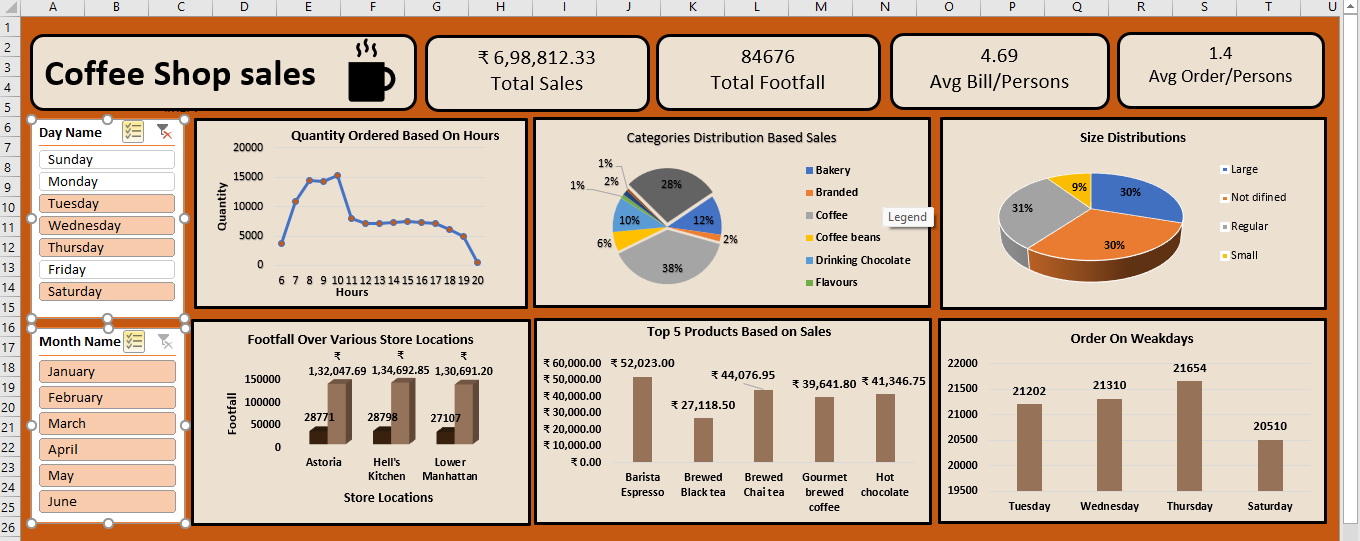 A B C D E F G H I J K L M N O P Q R S T U
1
2
3
4
5
6
7
8
9
10
11
12
13
14
15
16
17
18
19
20
21
22
23
24
25
26
Coffee Shop sales
₹ 6,98,812.33
Total Sales
84676
Total Footfall
4.69
Avg Bill/Persons
1.4
Avg Order/Persons
Day Name
Sunday
Monday
Tuesday
Wednesday
Thursday
Friday
Saturday
Month Name
January
February
March
April
May
June
Quantity Ordered Based On Hours
Quantity
20000
15000
10000
5000
0
6 7 8 9 10 11 12 13 14 15 16 17 18 19 20
Hours
Categories Distribution Based Sales
1%
2%
1%
28%
12%
2%
38%
6%
10%
Bakery
Branded
Coffee
Coffee beans
Drinking Chocolate
Flavours
Legend
Size Distributions
9%
30%
31%
30%
Large
Not difined
Regular
Small
Footfall Over Various Store Locations
Footfall
150000
100000
50000
0
₹ 1,32,047.69
₹ 1,34,692.85
₹ 1,30,691.20
28771
28798
27107
Astoria
Hell's Kitchen
Lower Manhattan
Store Locations
Top 5 Products Based on Sales
₹ 60,000.00
₹ 50,000.00
₹ 40,000.00
₹ 30,000.00
₹ 20,000.00
₹ 10,000.00
₹ 0.00
₹ 52,023.00
₹ 27,118.50
₹ 44,076.95
₹ 39,641.80
₹ 41,346.75
Barista Espresso
Brewed Black tea
Brewed Chai tea
Gourmet brewed coffee
Hot chocolate
Order On Weakdays
22000
21500
21000
20500
20000
19500
21202
21310
21654
20510
Tuesday
Wednesday
Thursday
Saturday